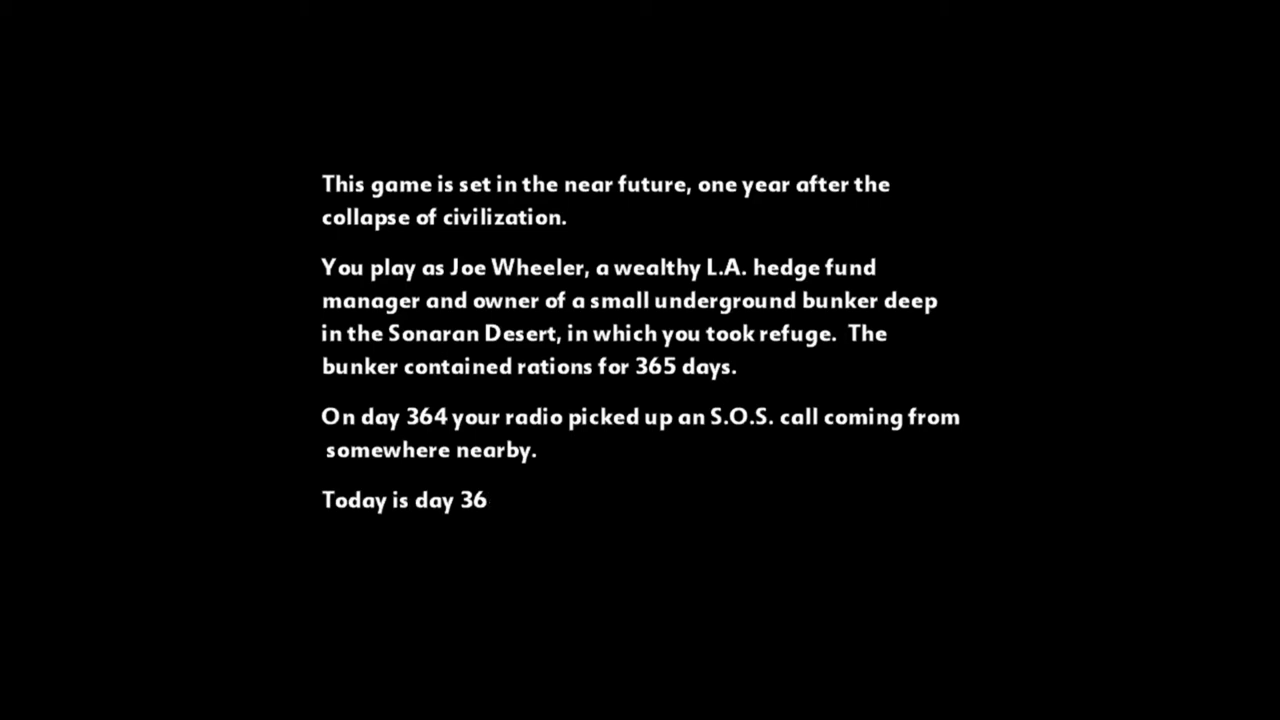 This game is set in the near future, one year after the
collapse of civilization.
You play as Joe Wheeler, a wealthy L.A. hedge fund
manager and owner of a small underground bunker deep
in the Sonaran Desert, in which you took refuge.  The
bunker contained rations for 365 days.
On day 364 your radio picked up an S.O.S. call coming from
somewhere nearby.
Today is day 36